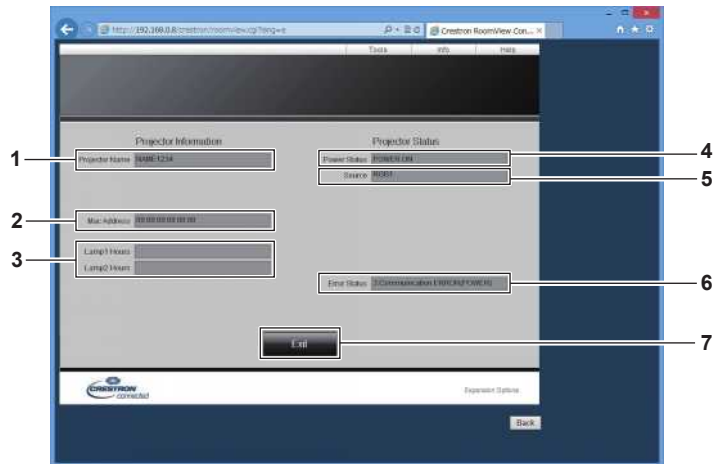 http://192.168.0.8/crestron/roomview.cgi?lang=e
Crestron RoomView Con...
Tools Info Help
Projector Information Projector Status
1 Projector Name NAME1234 Power Status POWER ON 4
Source RGB1 5
2 Mac Address 00:00:00:00:00:00
3 Lamp1 Hours
Lamp2 Hours
Error Status 3:Communication ERROR(POWER) 6
Exit 7
CRESTRON
connected
Expansion Options
Back